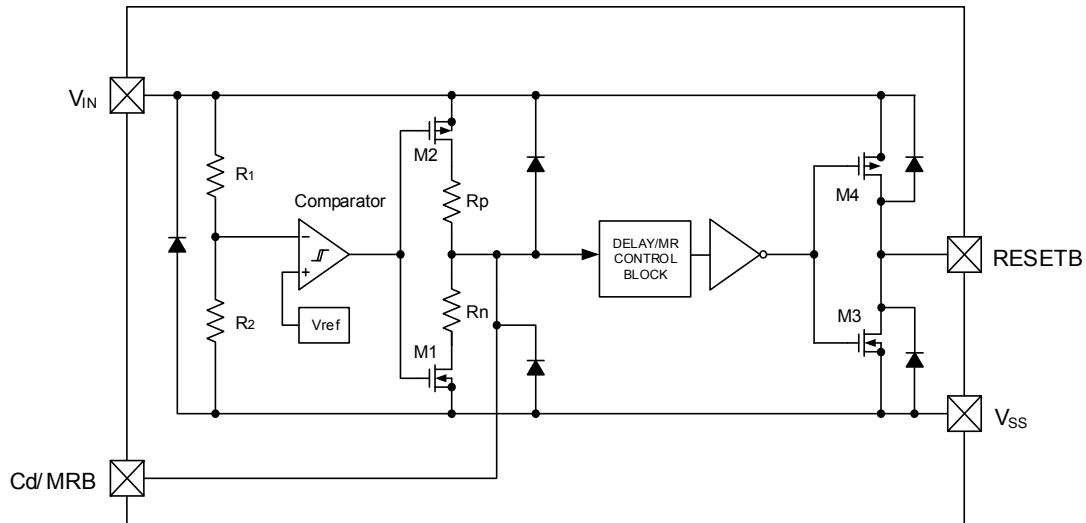 VIN
R1
R2
Comparator
−
+
Vref
M2
Rp
Rn
M1
DELAY/MR
CONTROL
BLOCK
M4
M3
RESETB
VSS
Cd/MRB